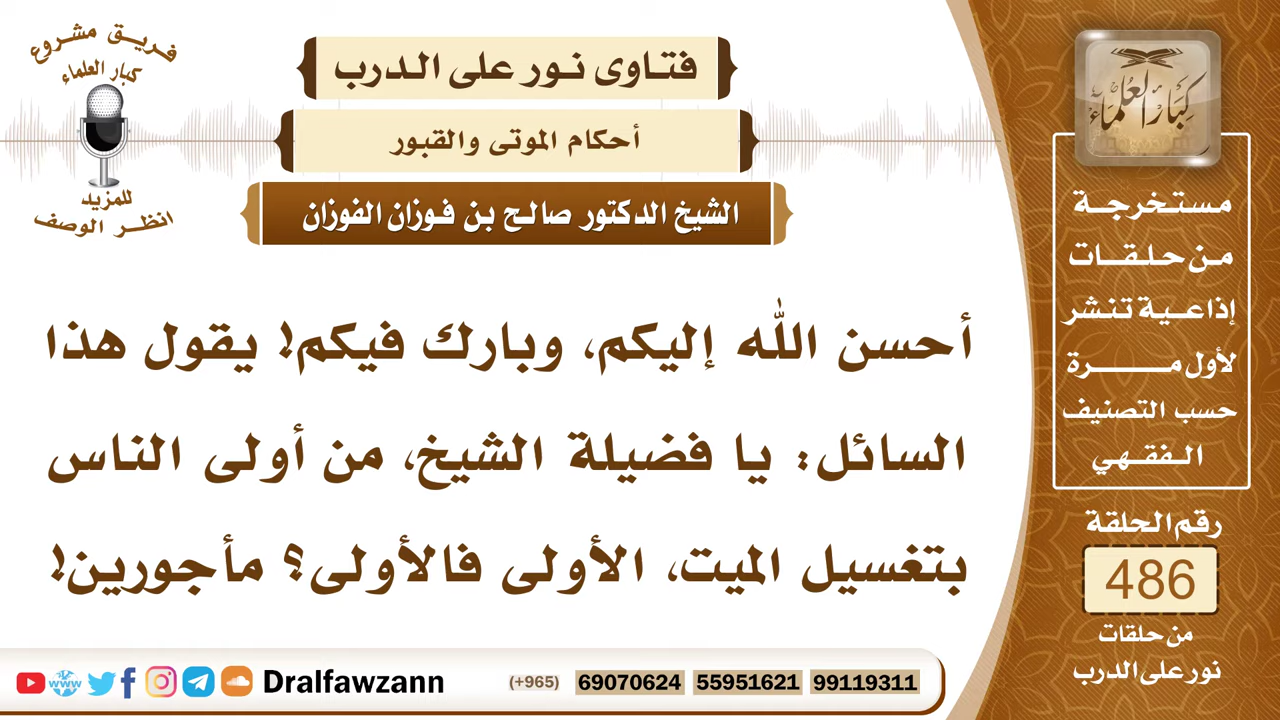 فريق مشروع
كبار العلماء
للمزيد
انظر الوصف
فتاوى نور على الدرب
أحكام الموتى والقبور
الشيخ الدكتور صالح بن فوزان الفوزان
أحسن الله إليكم، وبارك فيكم! يقول هذا
السائل: يا فضيلة الشيخ، من أولى الناس
بتغسيل الميت، الأولى فالأولى؟ مأجورين!
كبار العلماء
مستخرجة
من حلقات
إذاعية تنشر
لأول مرة
حسب التصنيف
الفقهي
رقم الحلقة
486
من حلقات
نور على الدرب
www
Dralfawzann
(+965) 69070624 55951621 99119311